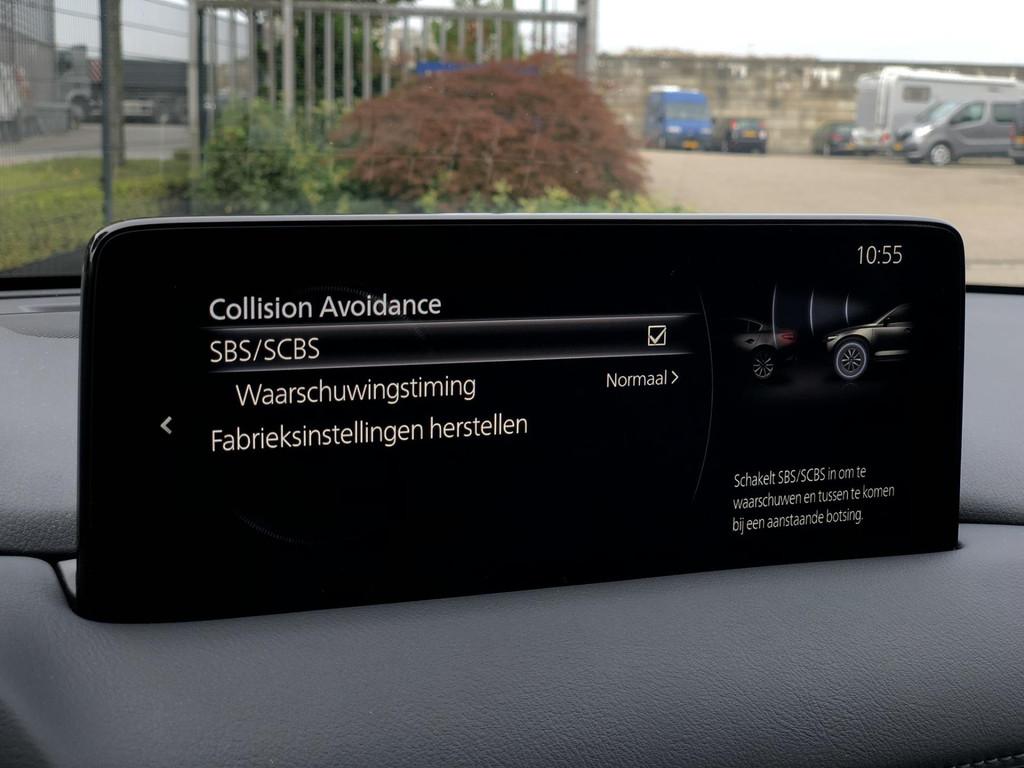 10:55
Collision Avoidance
SBS/SCBS
Waarschuwingstiming Normaal >
Fabrieksinstellingen herstellen
Schakelt SBS/SCBS in om te
waarschuwen en tussen te komen
bij een aanstaande botsing.